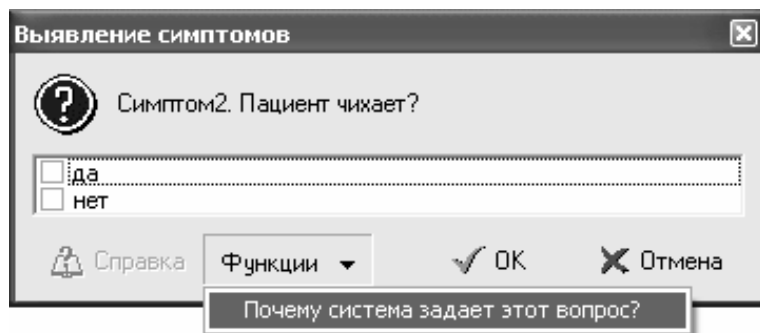 Выявление симптомов
Симптом2. Пациент чихает?
да
нет
Справка Функции OK Отмена
Почему система задает этот вопрос?